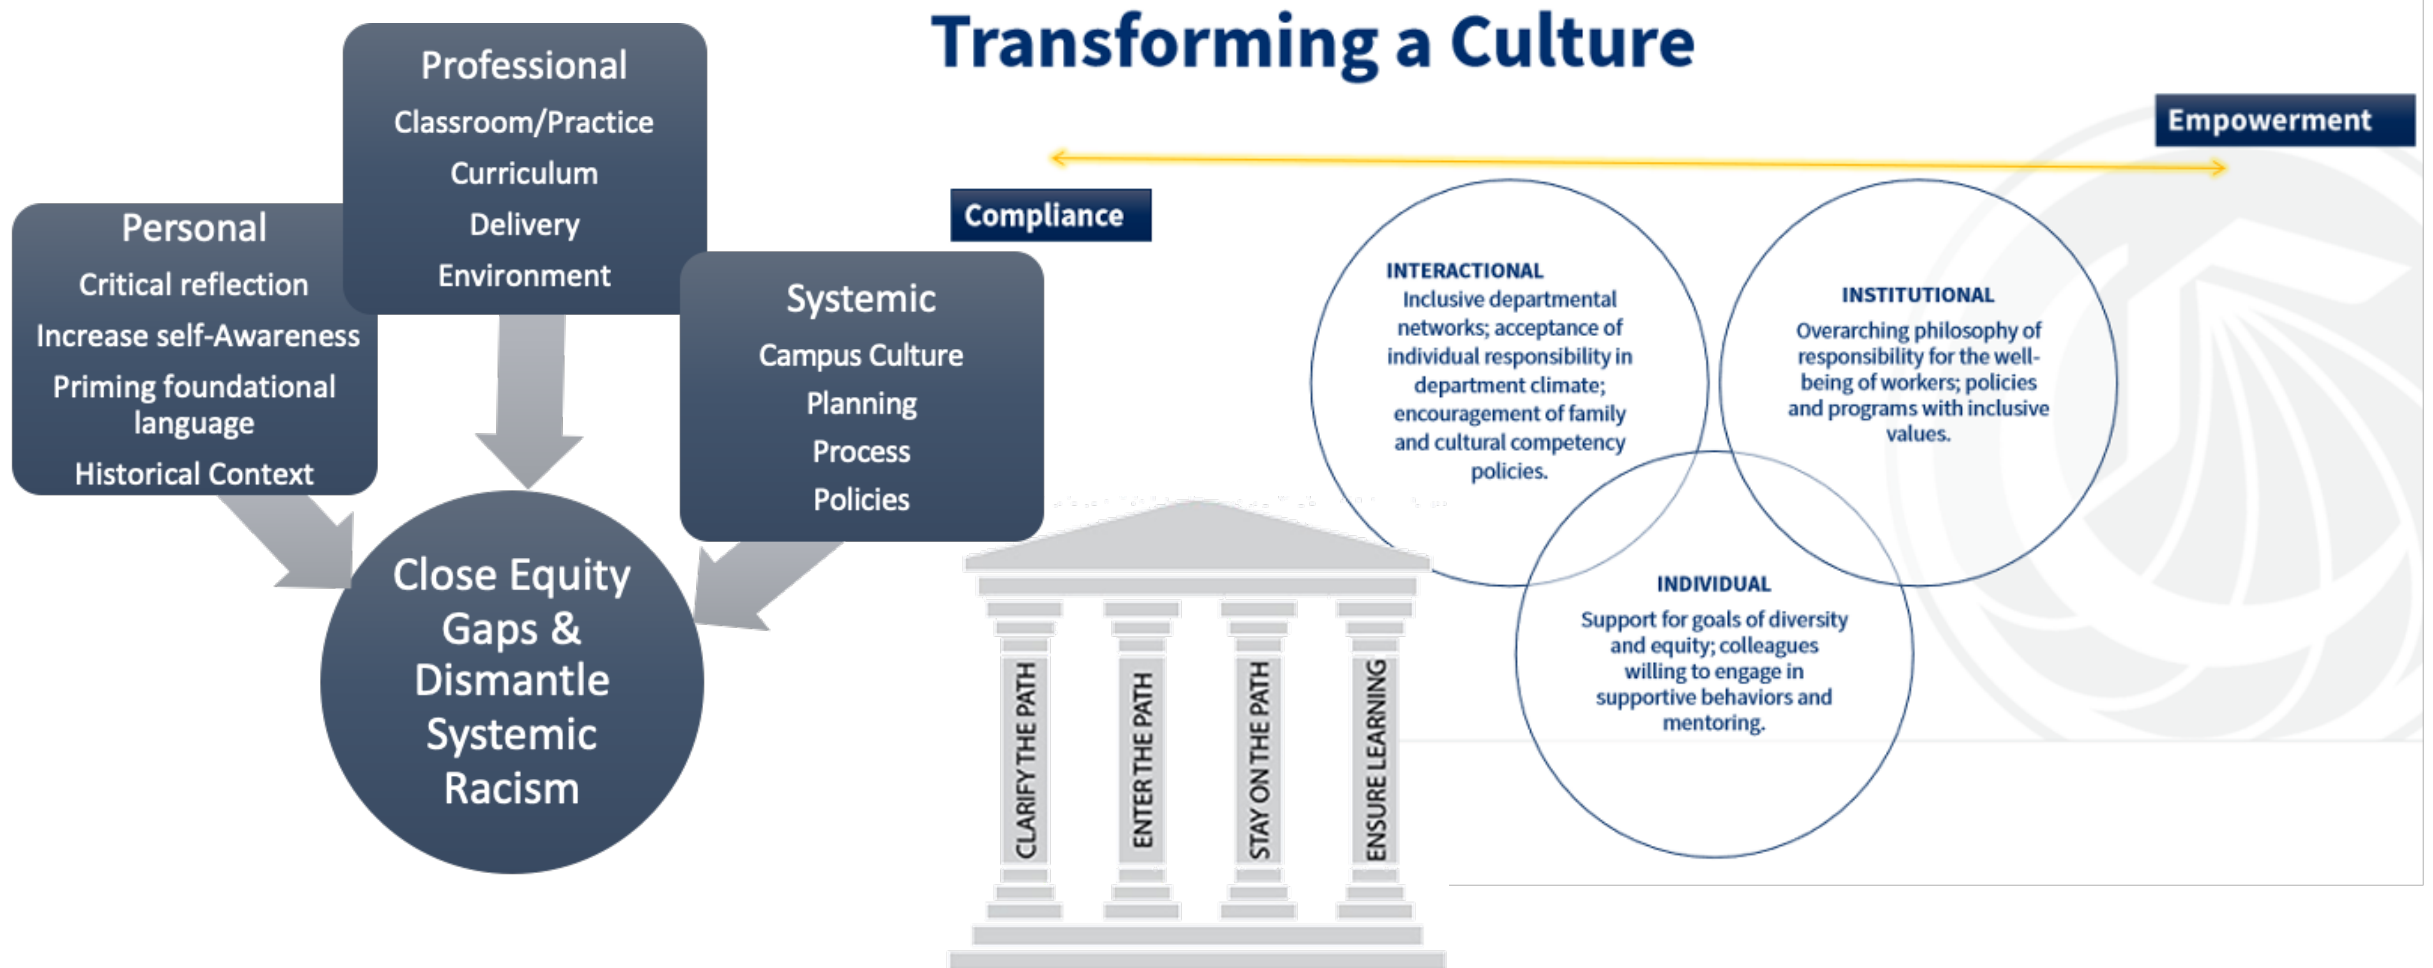 Transforming a Culture
Professional
Classroom/Practice
Curriculum
Delivery
Environment
Personal
Critical reflection
Increase self-Awareness
Priming foundational
language
Historical Context
Systemic
Campus Culture
Planning
Process
Policies
Close Equity
Gaps &
Dismantle
Systemic
Racism
Compliance
Empowerment
INTERACTIONAL
Inclusive departmental
networks; acceptance of
individual responsibility in
department climate;
encouragement of family
and cultural competency
policies.
INSTITUTIONAL
Overarching philosophy of
responsibility for the well-
being of workers; policies
and programs with inclusive
values.
INDIVIDUAL
Support for goals of diversity
and equity; colleagues
willing to engage in
supportive behaviors and
mentoring.
CLARIFY THE PATH
ENTER THE PATH
STAY ON THE PATH
ENSURE LEARNING